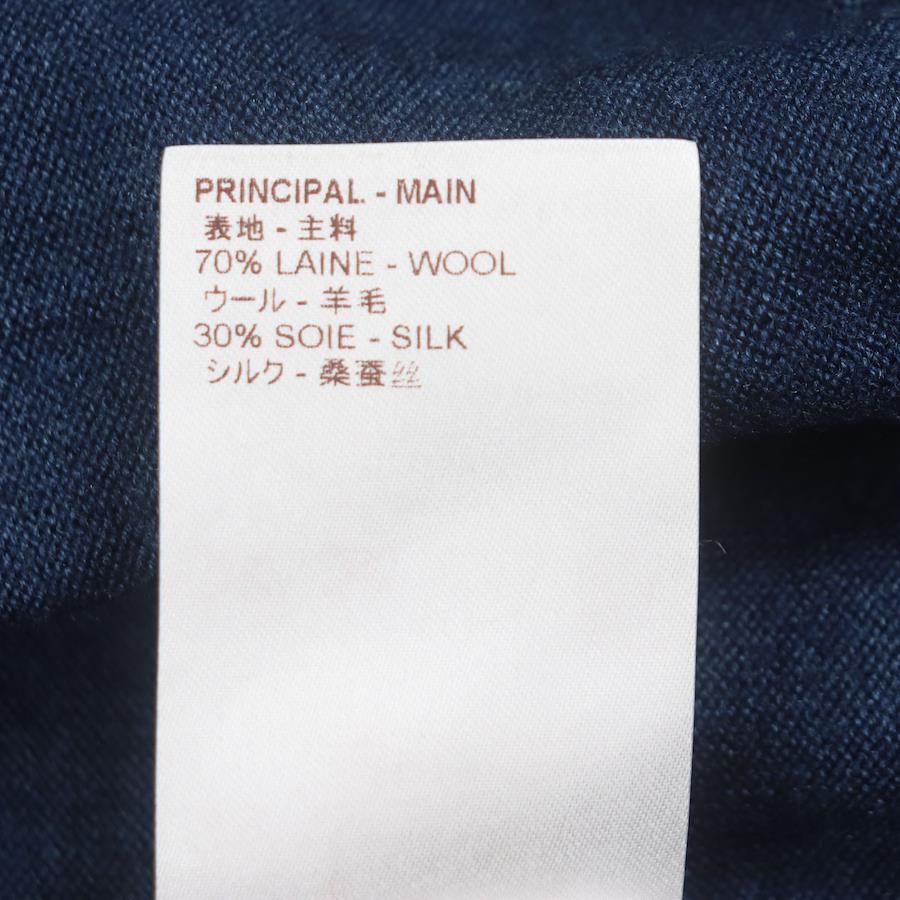 PRINCIPAL - MAIN
表地 - 主料
70% LAINE - WOOL
ウール - 羊毛
30% SOIE - SILK
シルク - 桑蚕丝